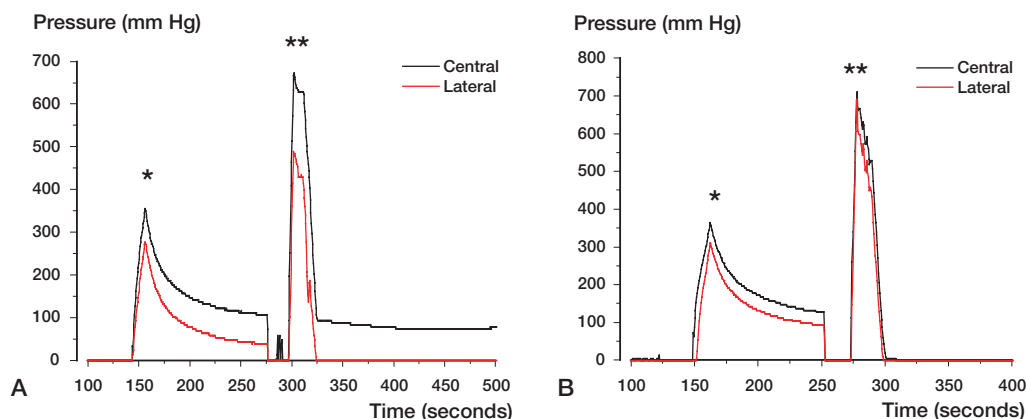 Pressure (mm Hg)
**
700
600
500
400
300
200
100
0
*
Central
Lateral
100 150 200 250 300 350 400 450 500
A
Time (seconds)
Pressure (mm Hg)
**
800
700
600
500
400
300
200
100
0
*
Central
Lateral
100 150 200 250 300 350 400
B
Time (seconds)